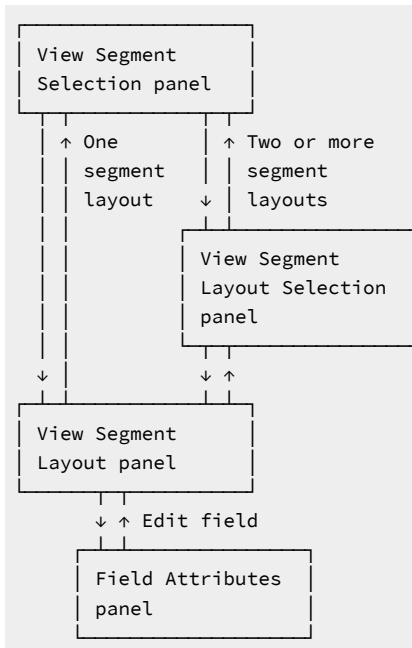 View Segment
Selection panel
↑ One ↑ Two or more
segment segment
layout ↓ layouts
View Segment
Layout Selection
panel
↓ ↓ ↑
View Segment
Layout panel
↓ ↑ Edit field
Field Attributes
panel